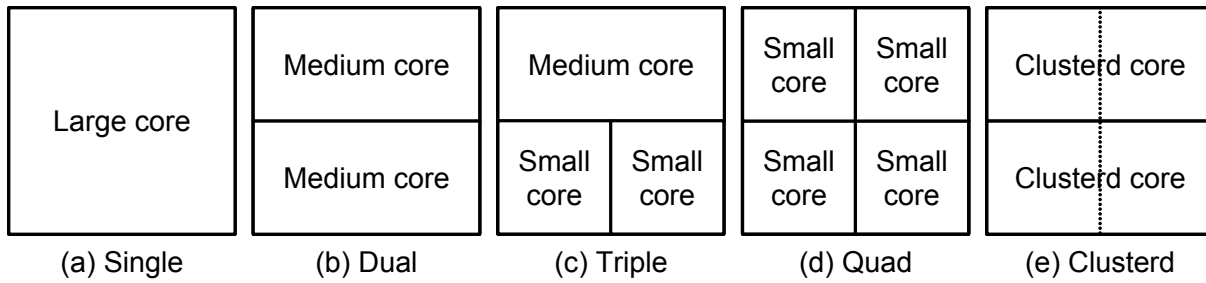 Large core
Medium core
Medium core
Medium core
Small
core
Small
core
Small
core
Small
core
Small
core
Small
core
Clusterd core
Clusterd core
(a) Single
(b) Dual
(c) Triple
(d) Quad
(e) Clusterd